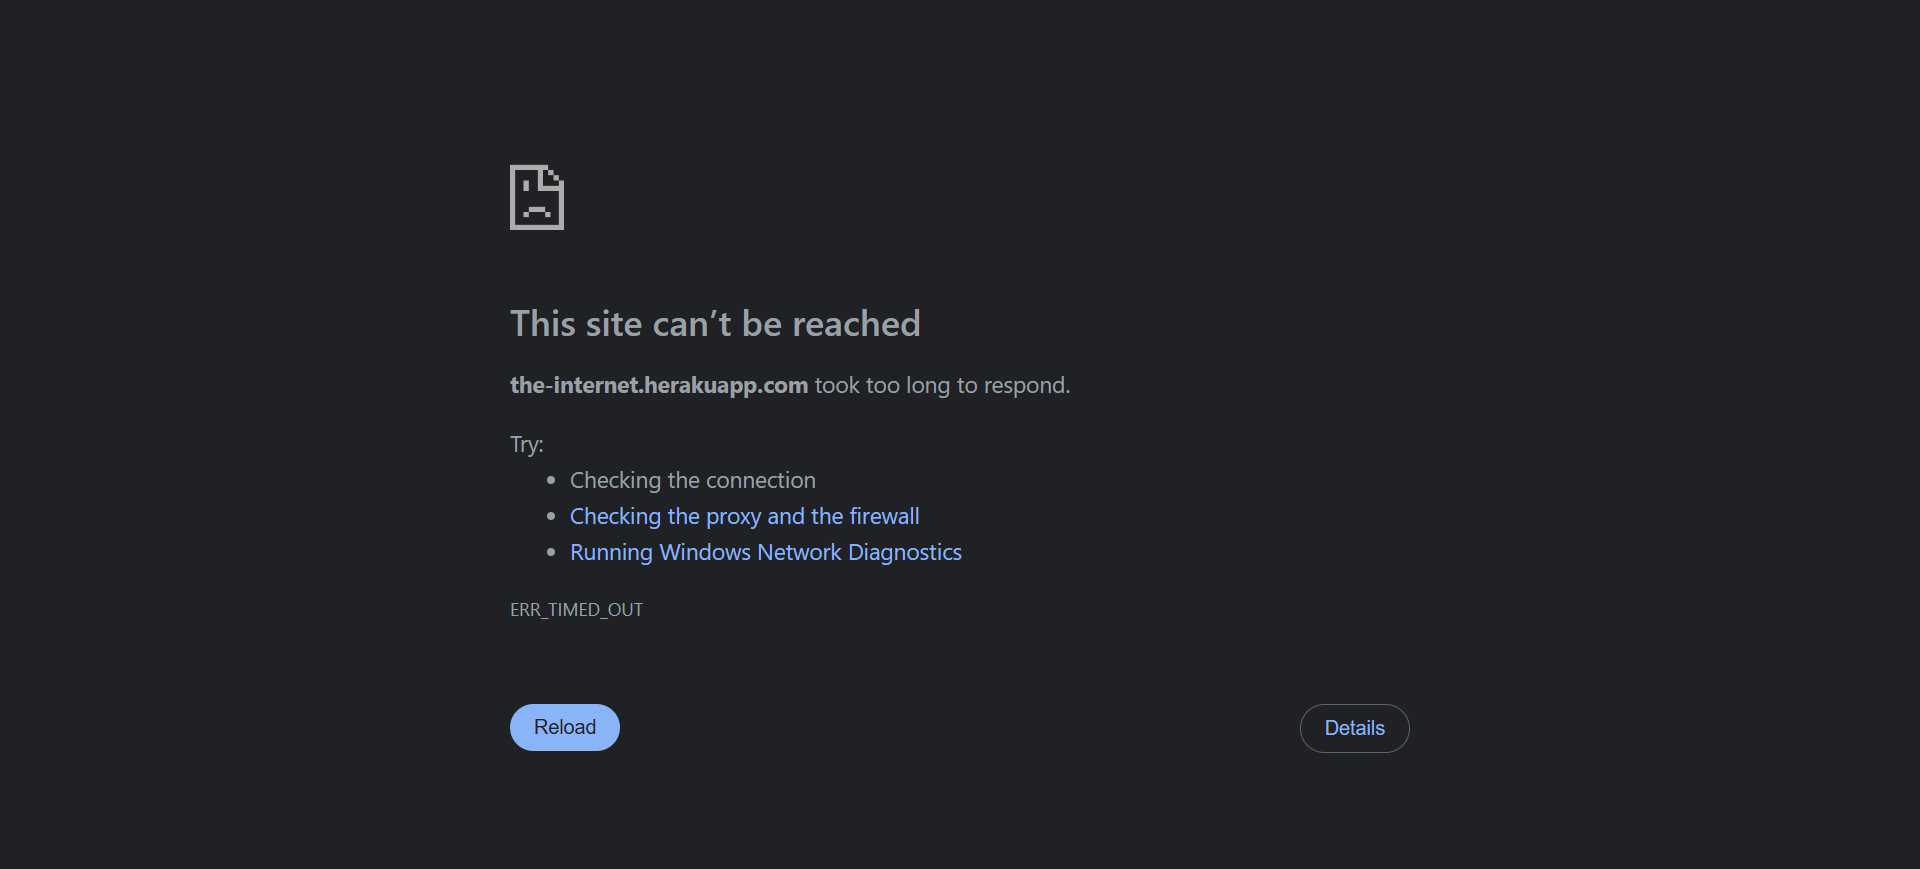 This site can’t be reached
the-internet.herakuapp.com took too long to respond.
Try:
Checking the connection
Checking the proxy and the firewall
Running Windows Network Diagnostics
ERR_TIMED_OUT
Reload
Details